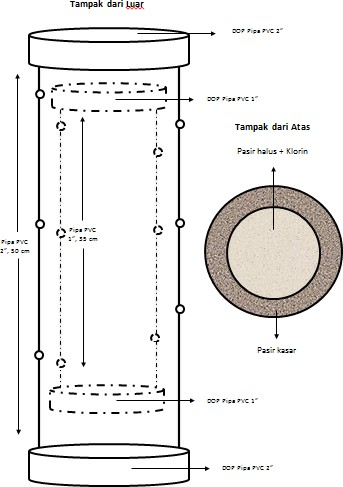 Tampak dari Luar
DOP Pipa PVC 2"
DOP Pipa PVC 1"
Tampak dari Atas
Pasir halus + Klorin
Pipa PVC
1", 35 cm
Pipa PVC
2", 50 cm
Pasir kasar
DOP Pipa PVC 1"
DOP Pipa PVC 2"